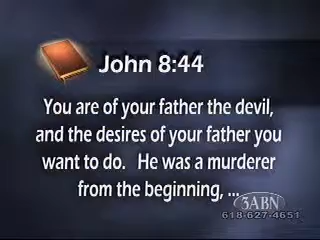 John 8:44
You are of your father the devil,
and the desires of your father you
want to do. He was a murderer
from the beginning, ...
3ABN
618-627-4651